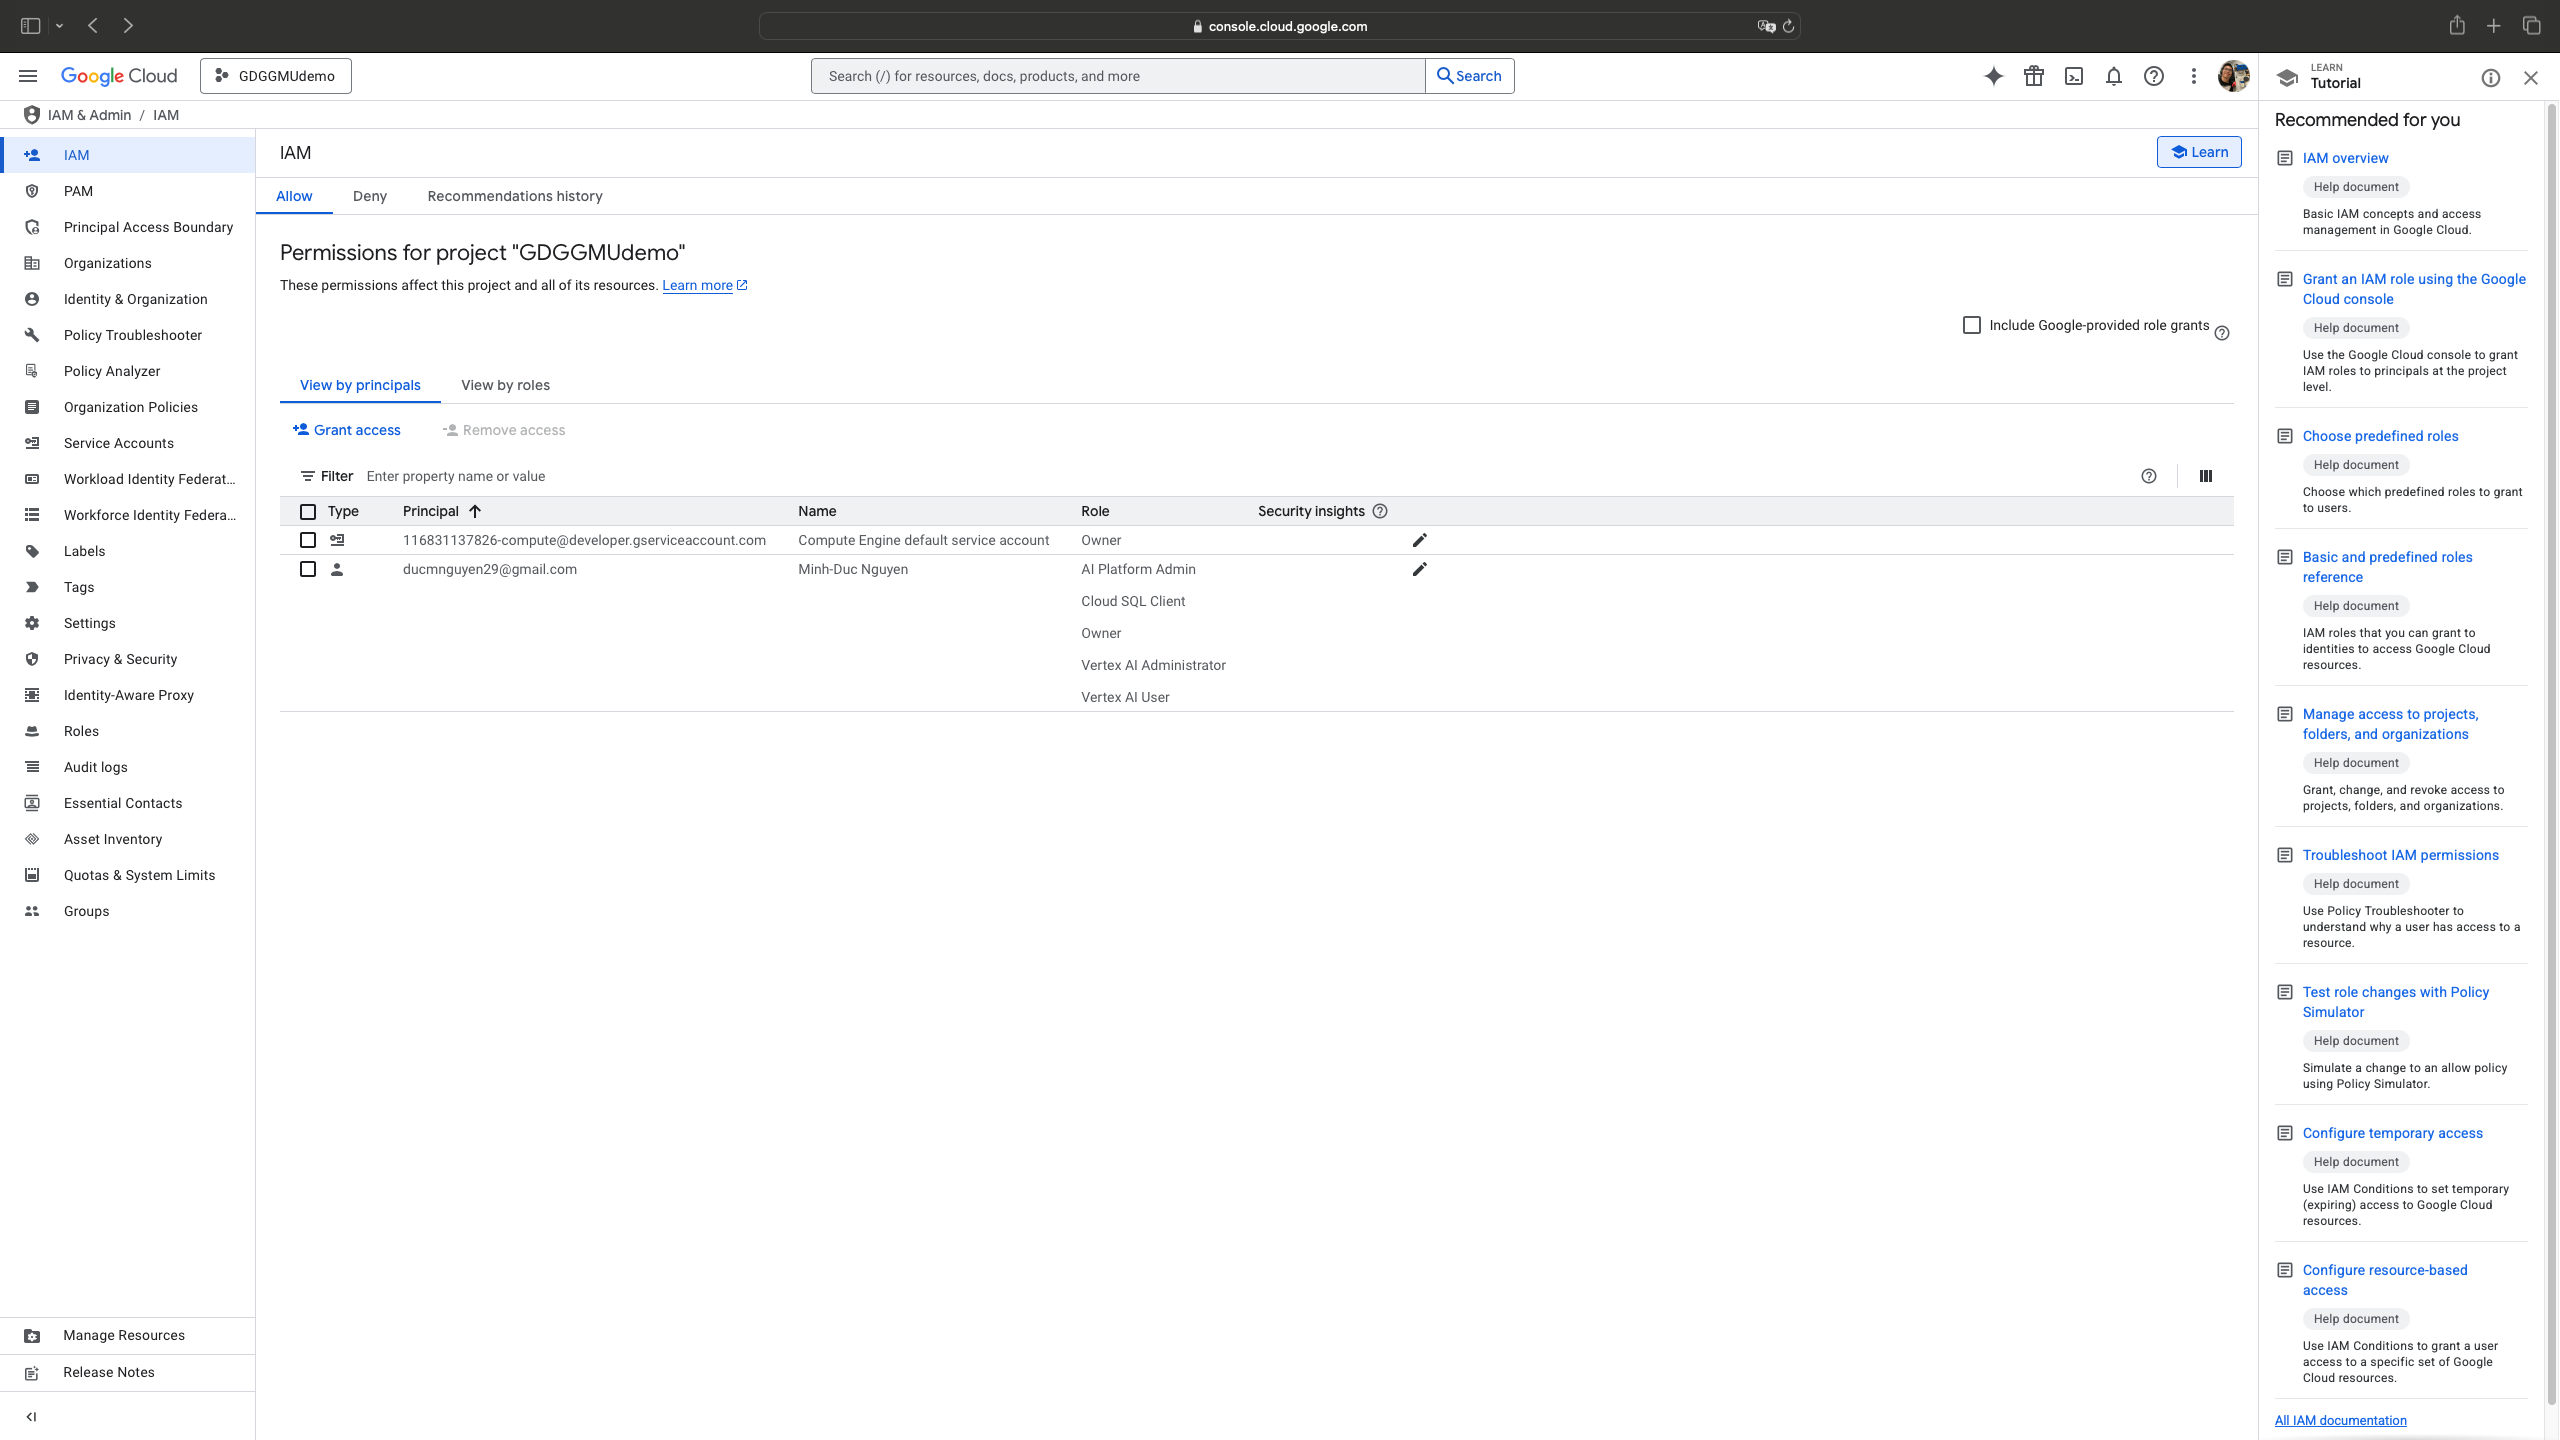 console.cloud.google.com
Google Cloud
GDGGMUdemo
Search (/) for resources, docs, products, and more
Search
LEARN
Tutorial
IAM & Admin / IAM
IAM
PAM
Principal Access Boundary
Organizations
Identity & Organization
Policy Troubleshooter
Policy Analyzer
Organization Policies
Service Accounts
Workload Identity Federat...
Workforce Identity Federa...
Labels
Tags
Settings
Privacy & Security
Identity-Aware Proxy
Roles
Audit logs
Essential Contacts
Asset Inventory
Quotas & System Limits
Groups
Manage Resources
Release Notes
IAM
Learn
Allow Deny Recommendations history
Permissions for project "GDGGMUdemo"
These permissions affect this project and all of its resources. Learn more
Include Google-provided role grants
View by principals View by roles
Grant access Remove access
Filter Enter property name or value
Type Principal Name Role Security insights
116831137826-compute@developer.gserviceaccount.com Compute Engine default service account Owner
ducmnguyen29@gmail.com Minh-Duc Nguyen AI Platform Admin
Cloud SQL Client
Owner
Vertex AI Administrator
Vertex AI User
Recommended for you
IAM overview
Help document
Basic IAM concepts and access
management in Google Cloud.
Grant an IAM role using the Google
Cloud console
Help document
Use the Google Cloud console to grant
IAM roles to principals at the project
level.
Choose predefined roles
Help document
Choose which predefined roles to grant
to users.
Basic and predefined roles
reference
Help document
IAM roles that you can grant to
identities to access Google Cloud
resources.
Manage access to projects,
folders, and organizations
Help document
Grant, change, and revoke access to
projects, folders, and organizations.
Troubleshoot IAM permissions
Help document
Use Policy Troubleshooter to
understand why a user has access to a
resource.
Test role changes with Policy
Simulator
Help document
Simulate a change to an allow policy
using Policy Simulator.
Configure temporary access
Help document
Use IAM Conditions to set temporary
(expiring) access to Google Cloud
resources.
Configure resource-based
access
Help document
Use IAM Conditions to grant a user
access to a specific set of Google
Cloud resources.
All IAM documentation